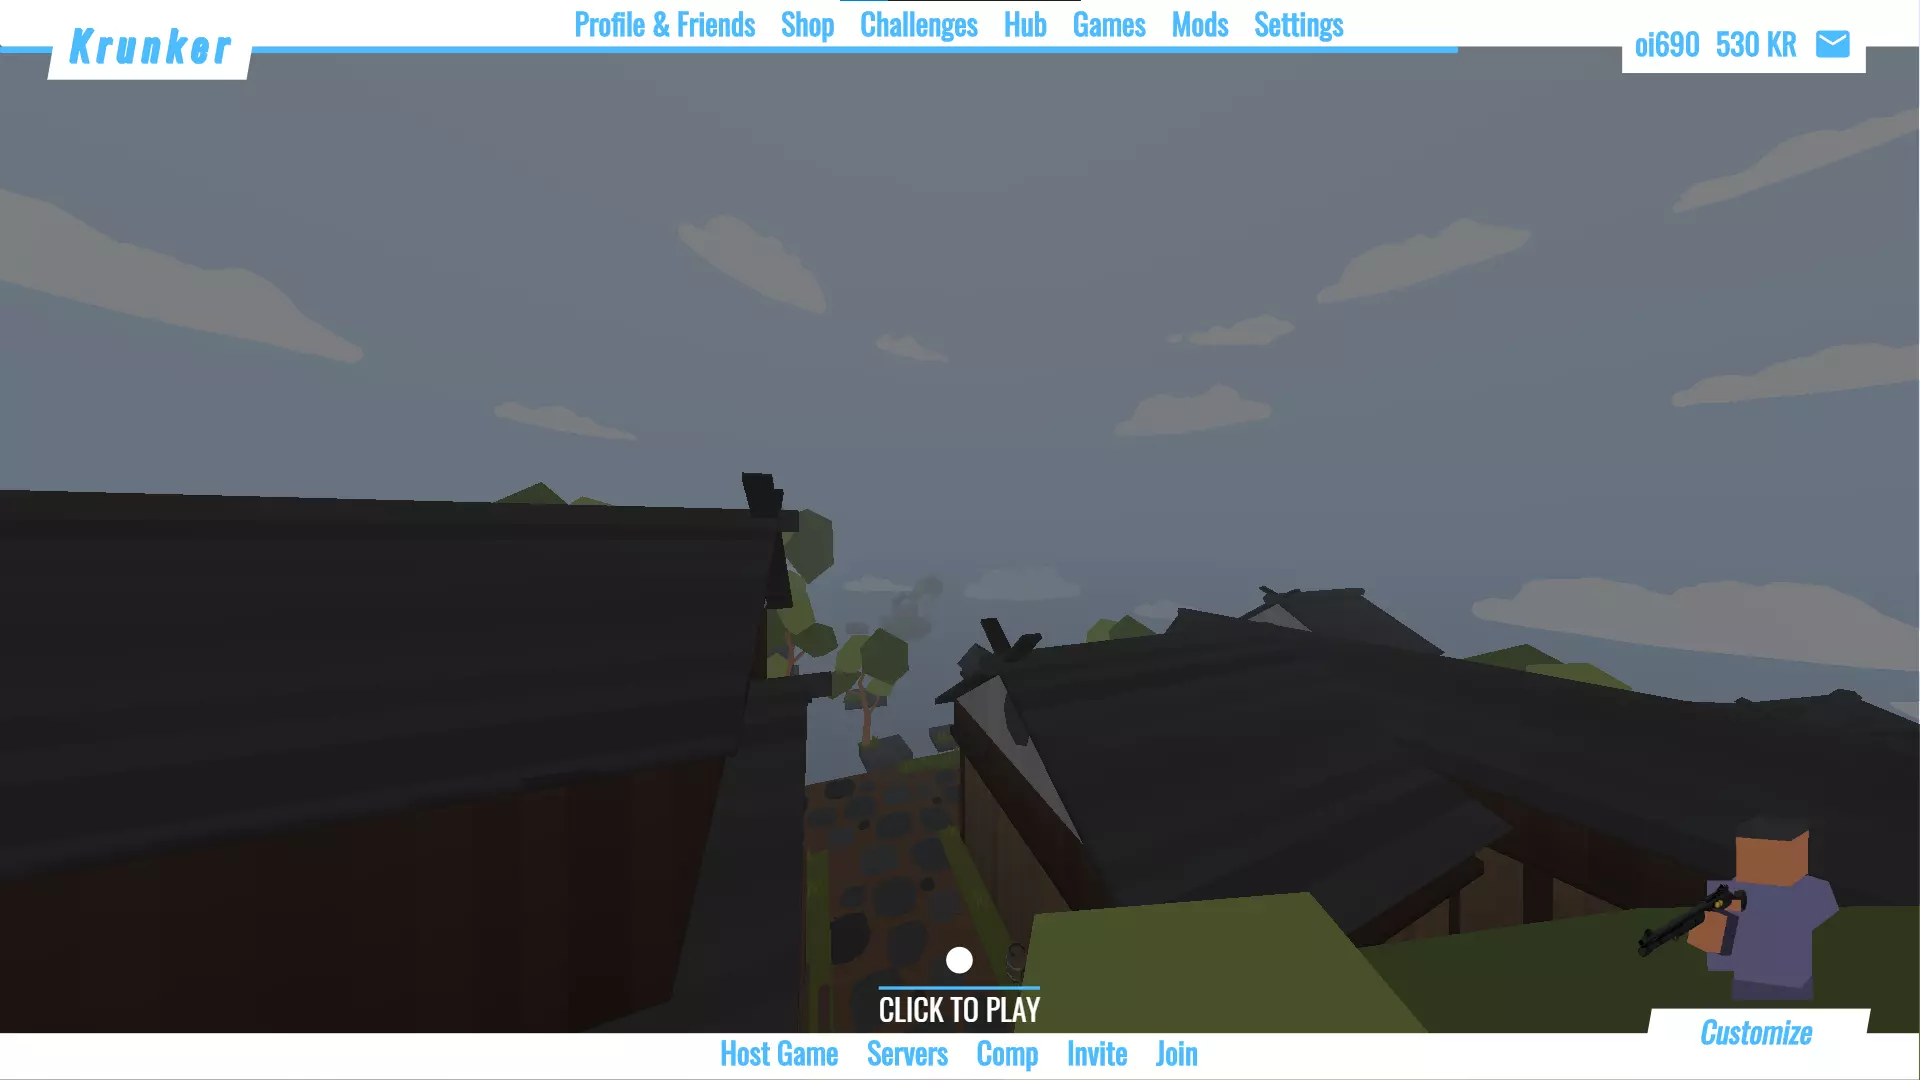 Krunker
Profile & Friends Shop Challenges Hub Games Mods Settings
oi690 530 KR
CLICK TO PLAY
Customize
Host Game Servers Comp Invite Join